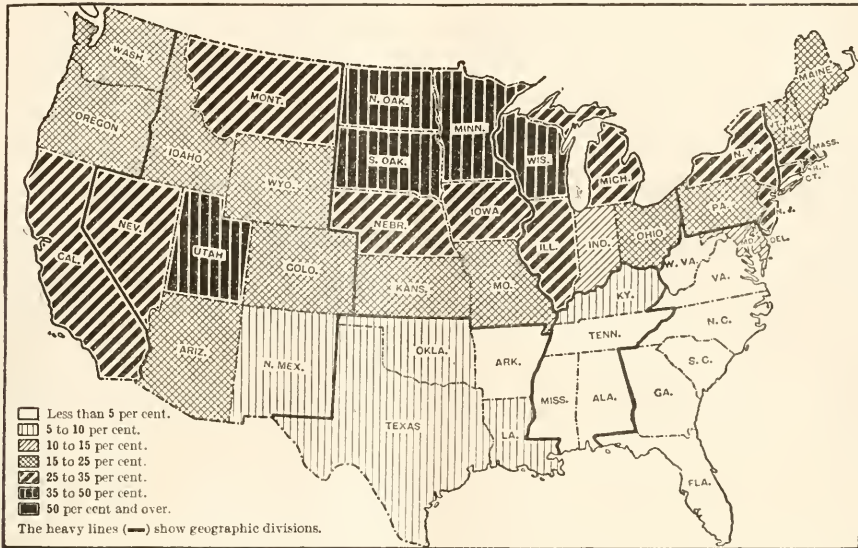 WASH.
MONT.
N. OAK.
MINN.
MAINE
OREGON
IDAHO
S. OAK.
WIS.
MICH.
N. Y.
VT.
N.H.
MASS.
R. I.
CT.
WYO.
NEBR.
IOWA
PA.
N. J.
NEV.
UTAH
COLO.
KANS.
MO.
ILL.
IND.
OHIO
W. VA.
MD.
DEL.
VA.
CAL.
KY.
ARIZ.
N. MEX.
OKLA.
ARK.
TENN.
N. C.
S. C.
TEXAS
LA.
MISS.
ALA.
GA.
FLA.
Less than 5 per cent.
5 to 10 per cent.
10 to 15 per cent.
15 to 25 per cent.
25 to 35 per cent.
35 to 50 per cent.
50 per cent and over.
The heavy lines (▬) show geographic divisions.